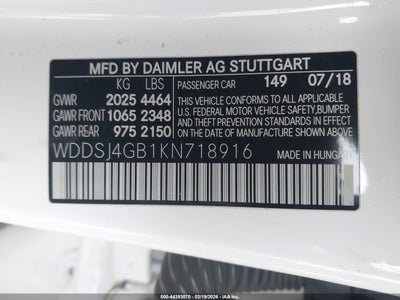 MFD BY DAIMLER AG STUTTGART
KG LBS PASSENGER CAR 149 07/18
GVWR 2025 4464 THIS VEHICLE CONFORMS TO ALL APPLICABLE
GAWR FRONT 1065 2348 U.S. FEDERAL MOTOR VEHICLE SAFETY, BUMPER
GAWR REAR 975 2150 AND THEFT PREVENTION STANDARDS IN EFFECT
ON THE DATE OF MANUFACTURE SHOWN ABOVE.
WDDSJ4GB1KN718916 MADE IN HUNGARY
000-44393070 - 02/19/2026 - IAA Inc.